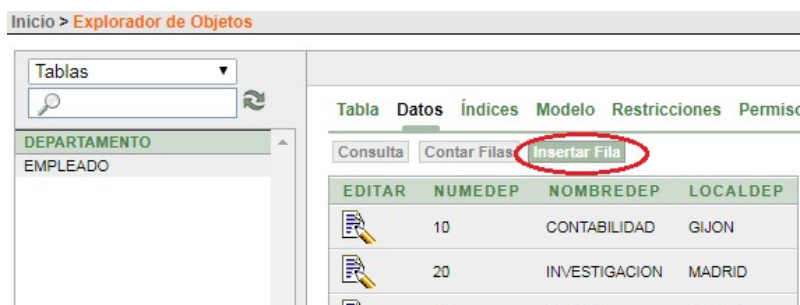 Inicio > Explorador de Objetos
Tablas
DEPARTAMENTO
EMPLEADO
Tabla Datos Índices Modelo Restricciones Permiso
Consulta Contar Filas Insertar Fila
EDITAR NUMEDEP NOMBREDEP LOCALDEP
10 CONTABILIDAD GIJON
20 INVESTIGACION MADRID